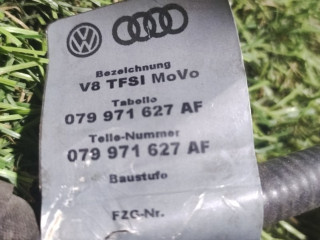 Bezeichnung
V8 TFSI MoVo
Tabelle
079 971 627 AF
Teile-Nummer
079 971 627 AF
Baustufe
FZG-Nr.